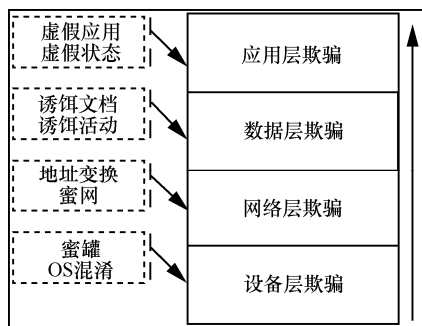 虚假应用
虚假状态
应用层欺骗
诱饵文档
诱饵活动
数据层欺骗
地址变换
蜜网
网络层欺骗
蜜罐
OS混淆
设备层欺骗